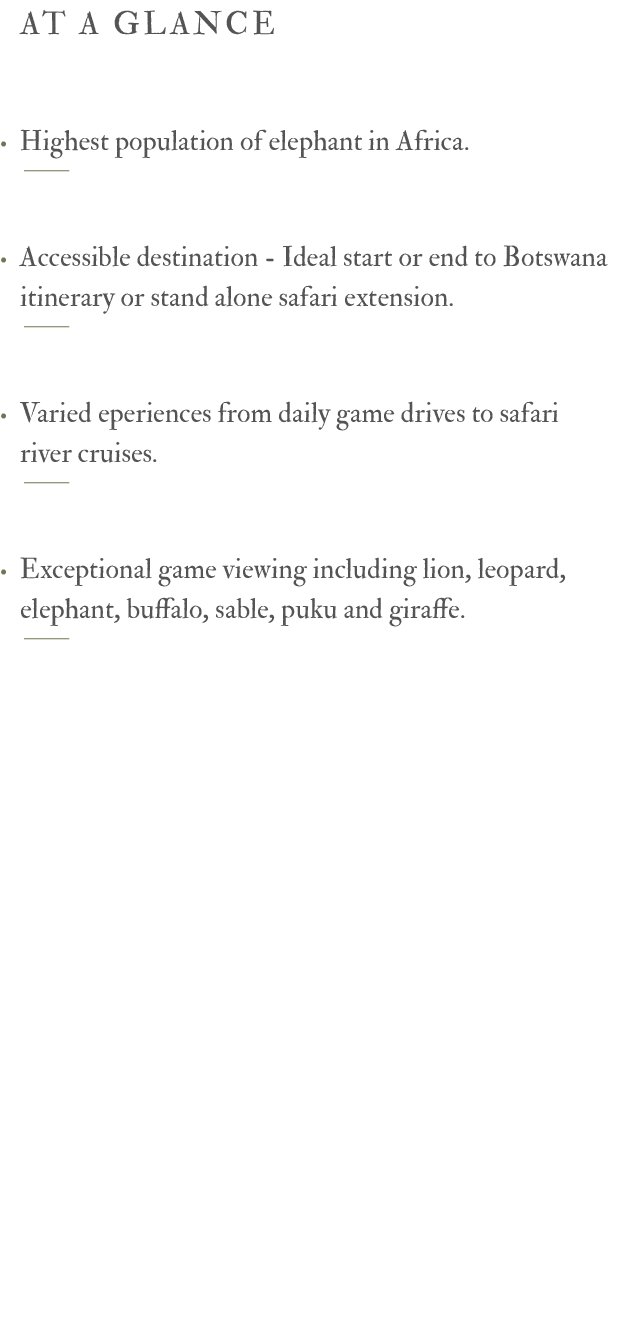 AT A GLANCE
• Highest population of elephant in Africa.
• Accessible destination - Ideal start or end to Botswana
itinerary or stand alone safari extension.
• Varied eperiences from daily game drives to safari
river cruises.
• Exceptional game viewing including lion, leopard,
elephant, buffalo, sable, puku and giraffe.